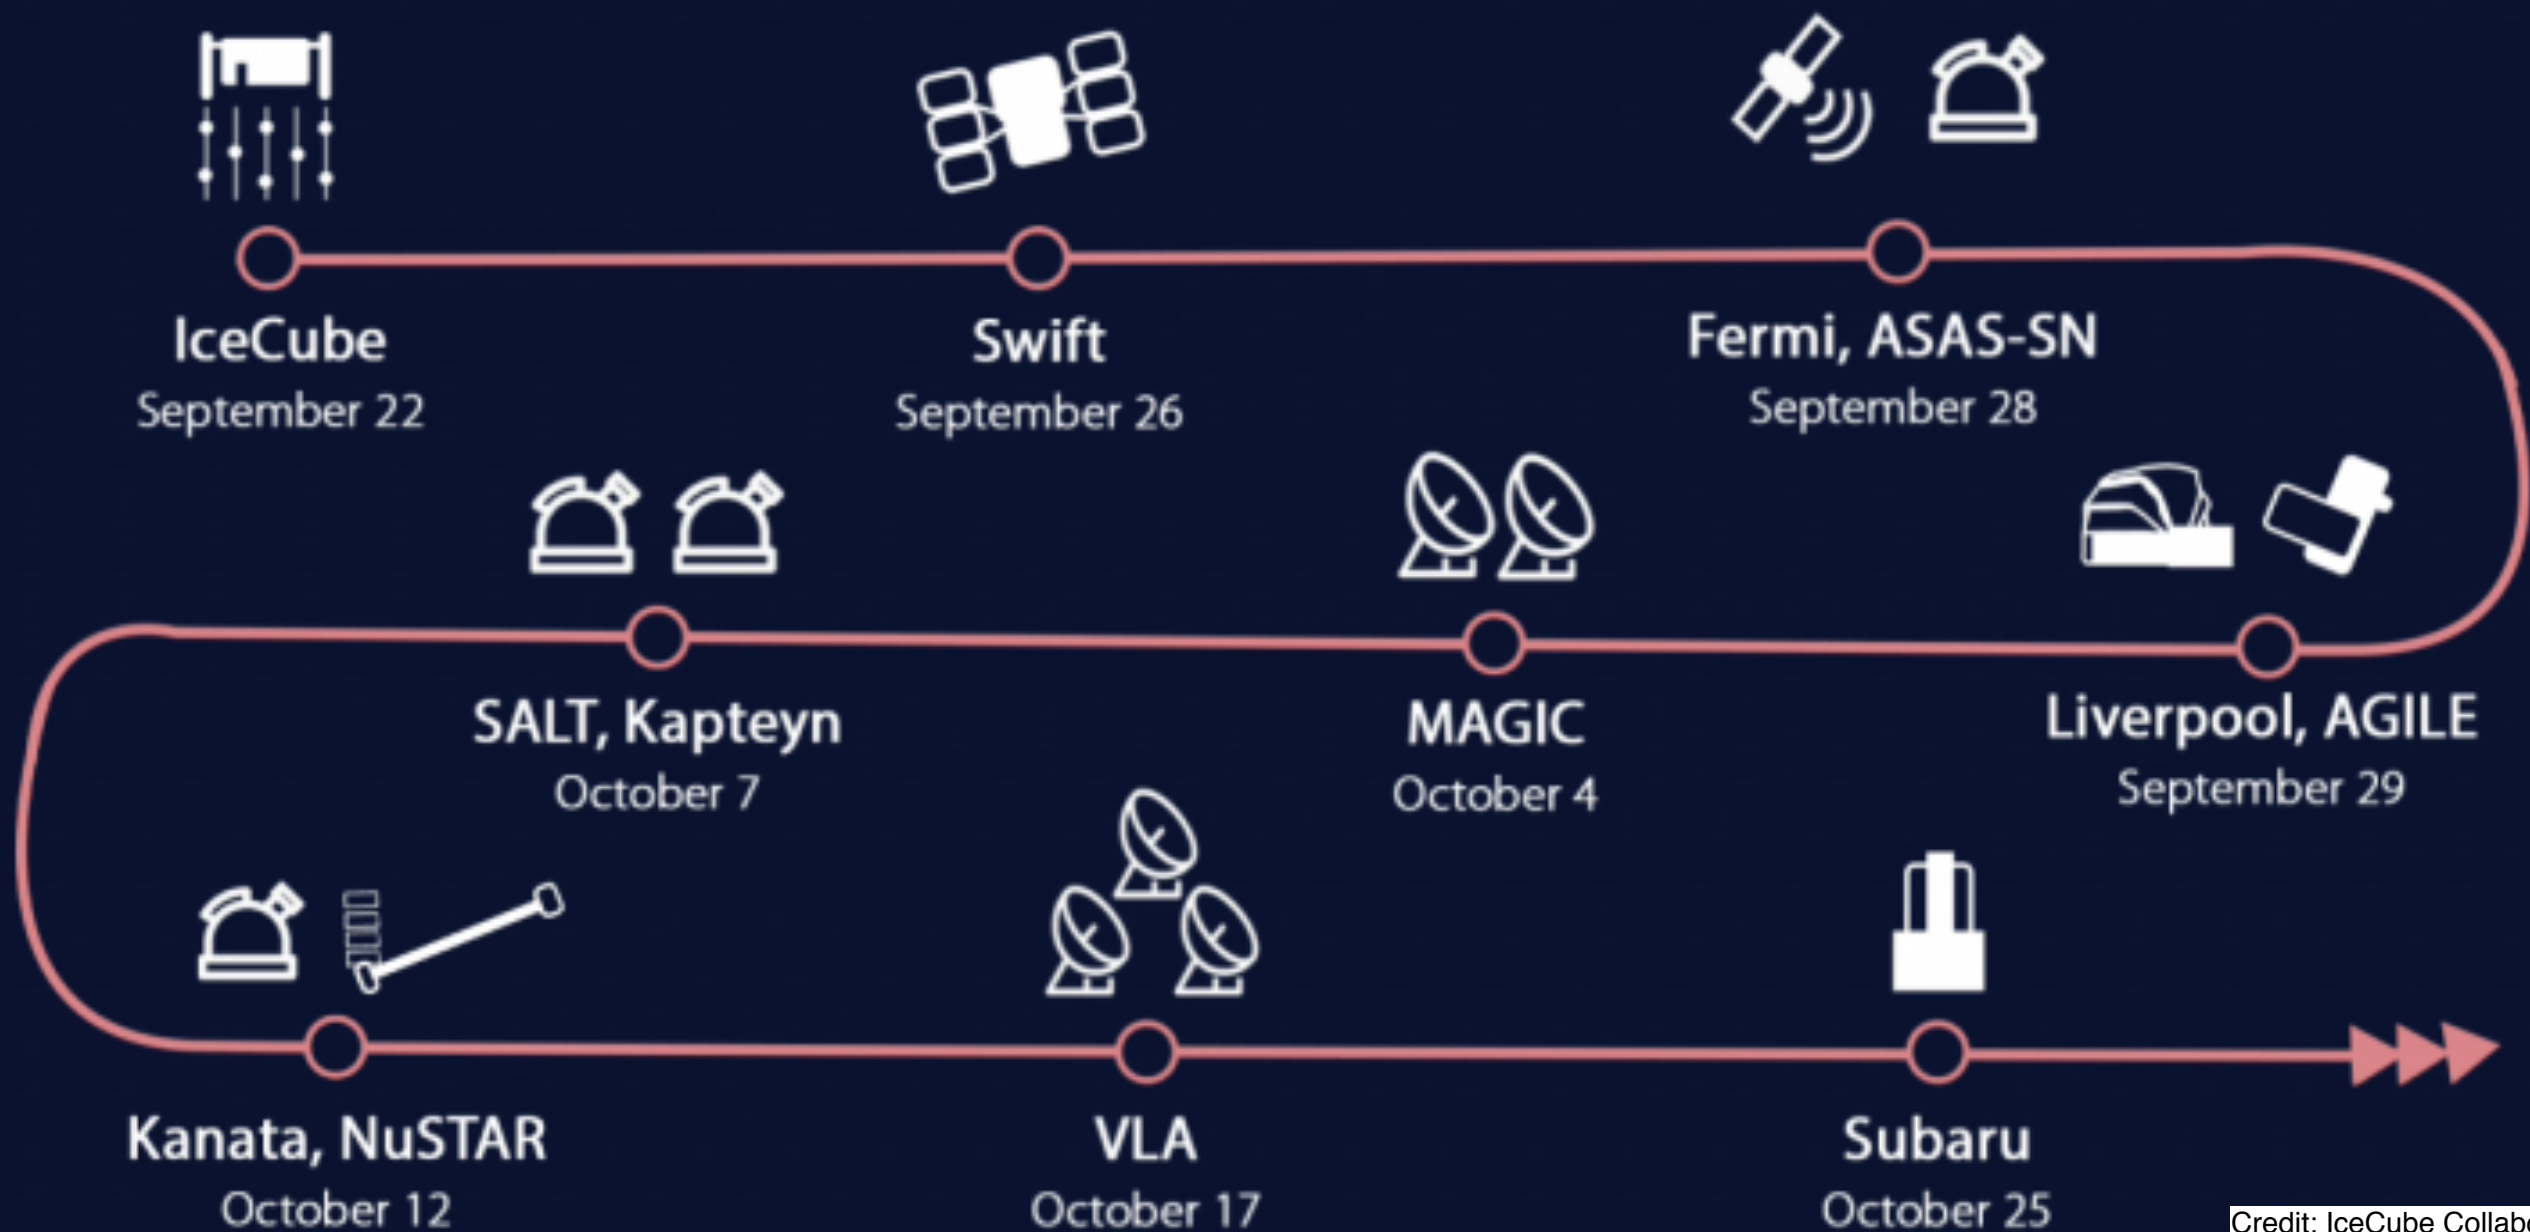 IceCube
September 22
Swift
September 26
Fermi, ASAS-SN
September 28
Liverpool, AGILE
September 29
MAGIC
October 4
SALT, Kapteyn
October 7
Kanata, NuSTAR
October 12
VLA
October 17
Subaru
October 25
Credit: IceCube